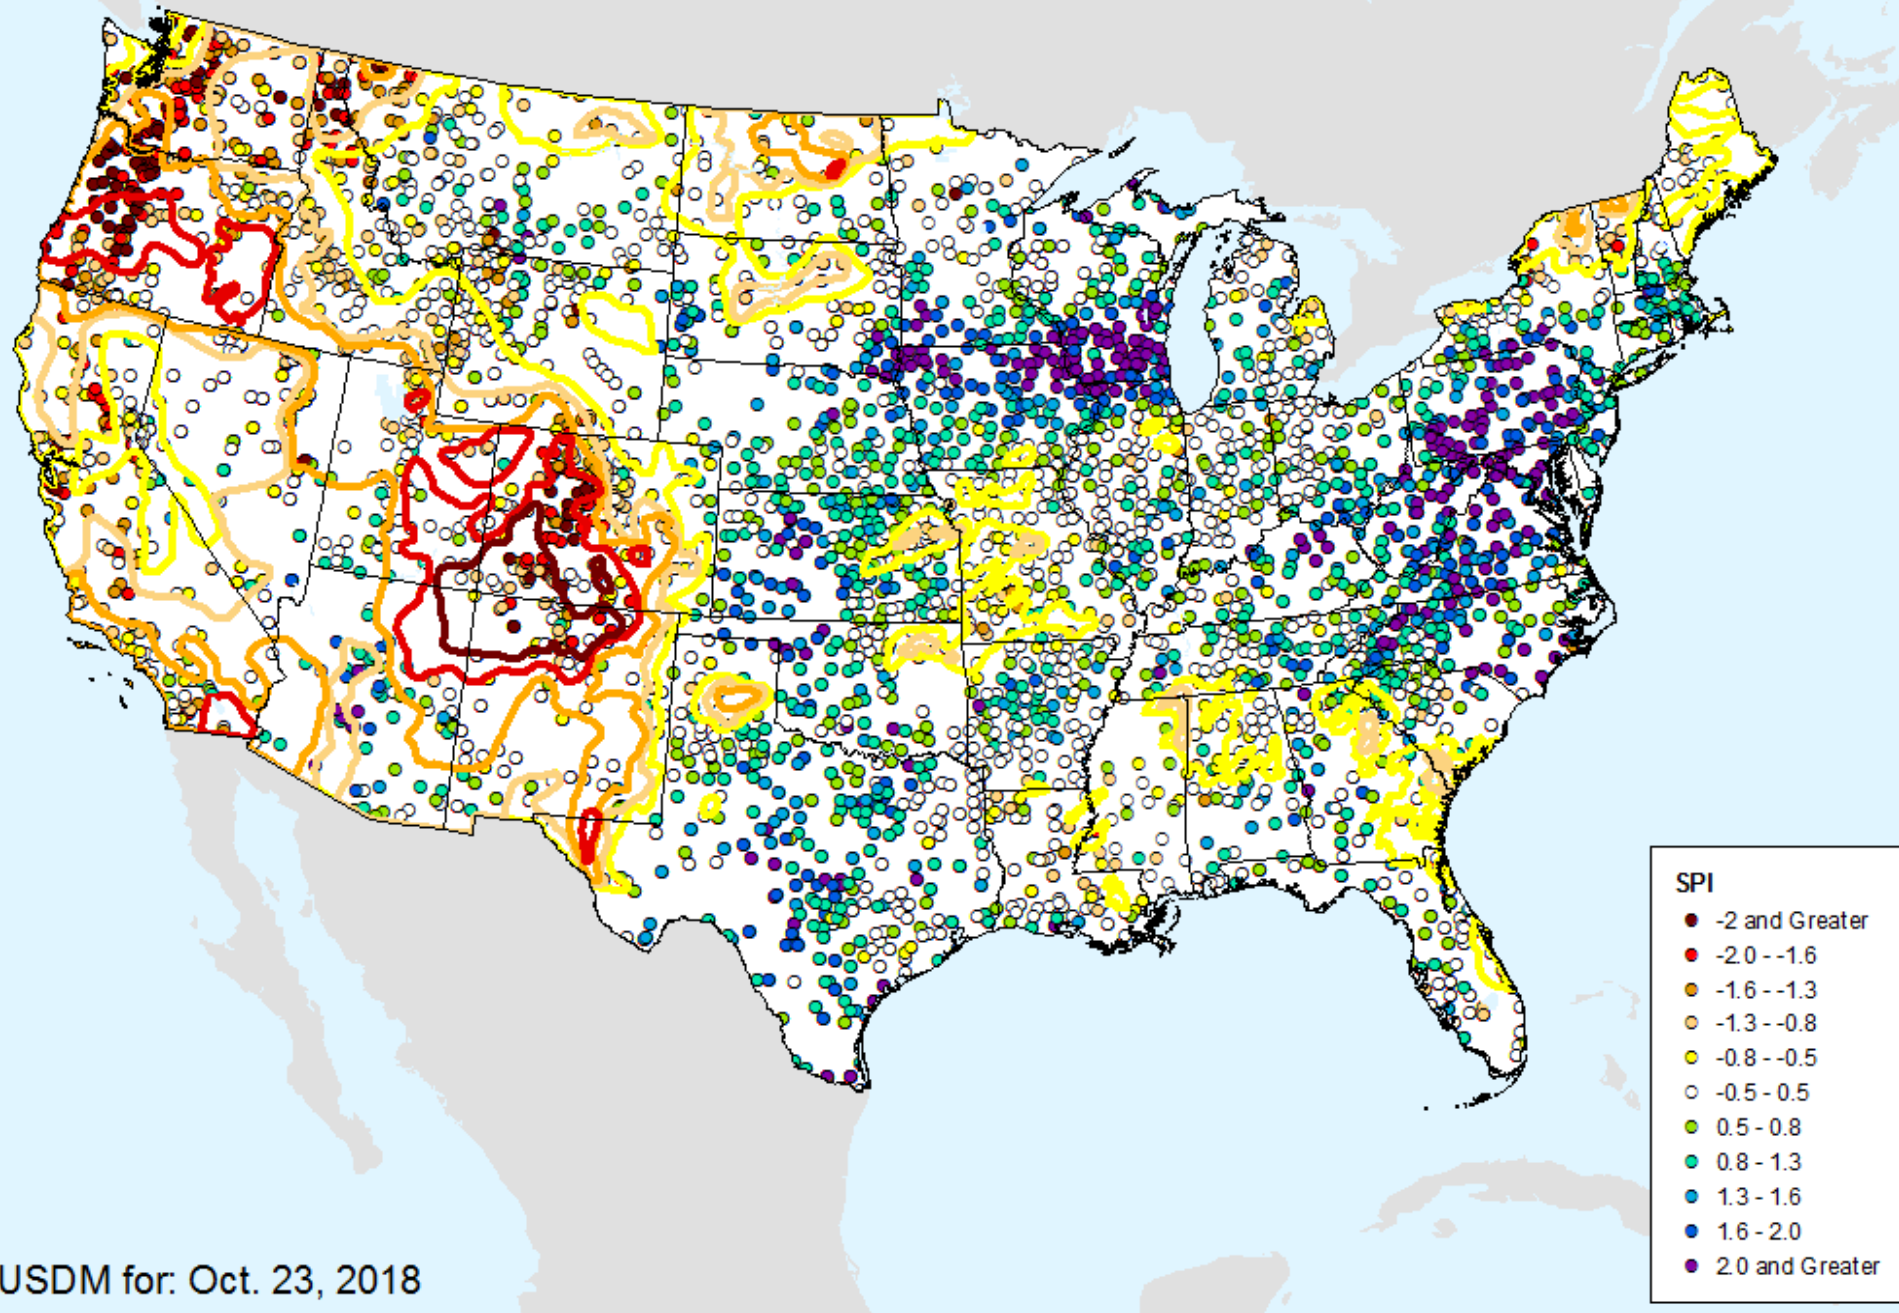 SPI
-2 and Greater
-2.0 - -1.6
-1.6 - -1.3
-1.3 - -0.8
-0.8 - -0.5
-0.5 - 0.5
0.5 - 0.8
0.8 - 1.3
1.3 - 1.6
1.6 - 2.0
2.0 and Greater
USDM for: Oct. 23, 2018